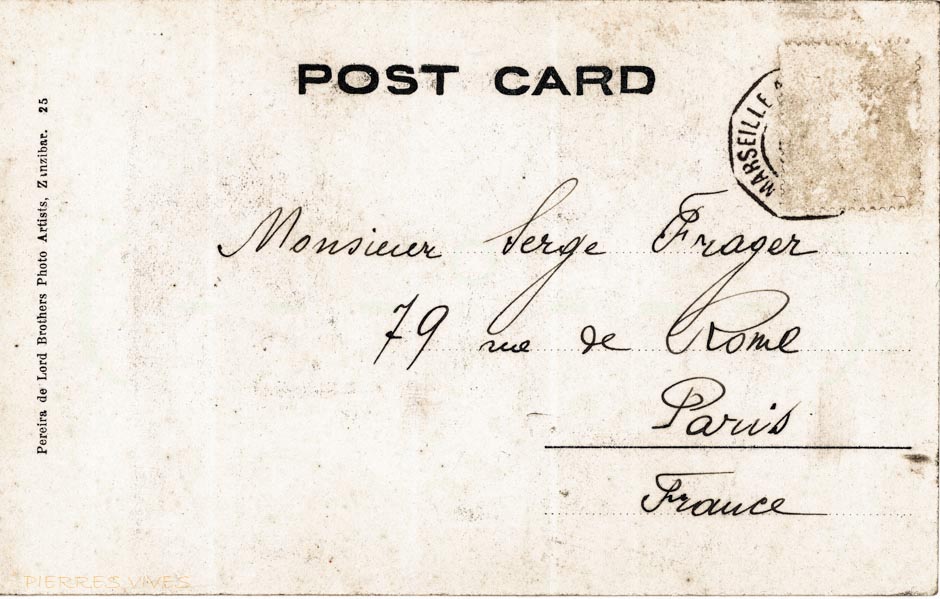 POST CARD
MARSEILLE
Pereira de Lord Brothers Photo Artists, Zanzibar. 25
Monsieur Serge Frager
79 rue de Rome
Paris
France
PIERRES VIVES